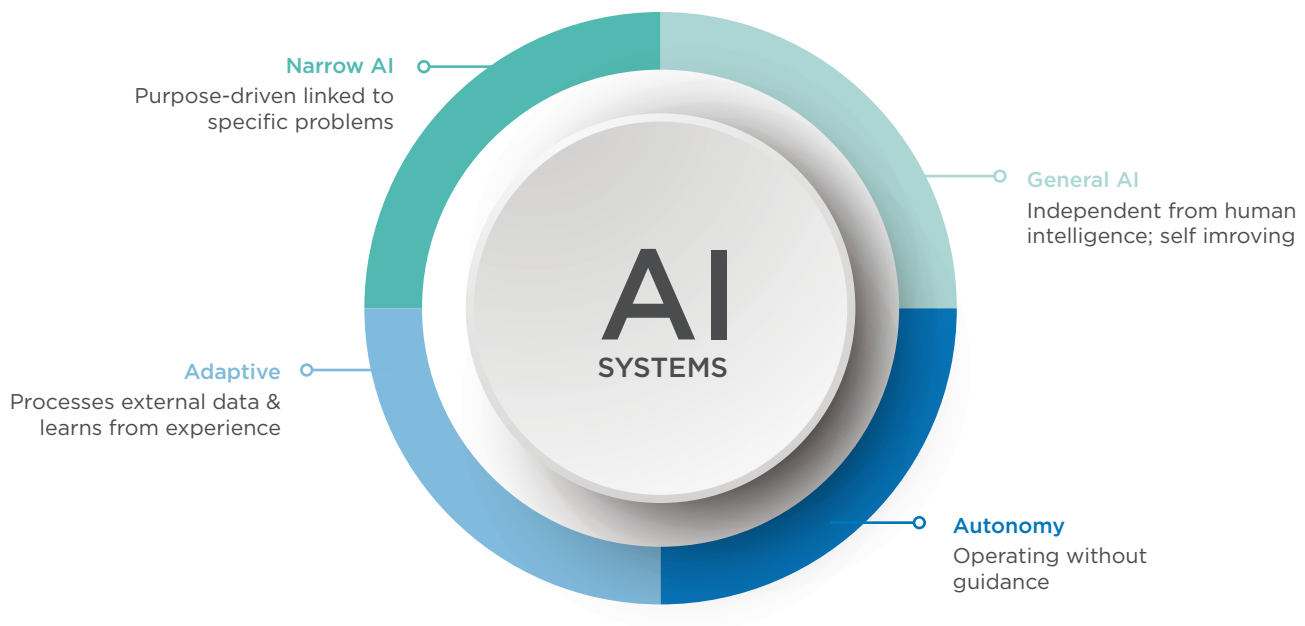 Narrow AI
Purpose-driven linked to
specific problems
General AI
Independent from human
intelligence; self imroving
AI
SYSTEMS
Adaptive
Processes external data &
learns from experience
Autonomy
Operating without
guidance